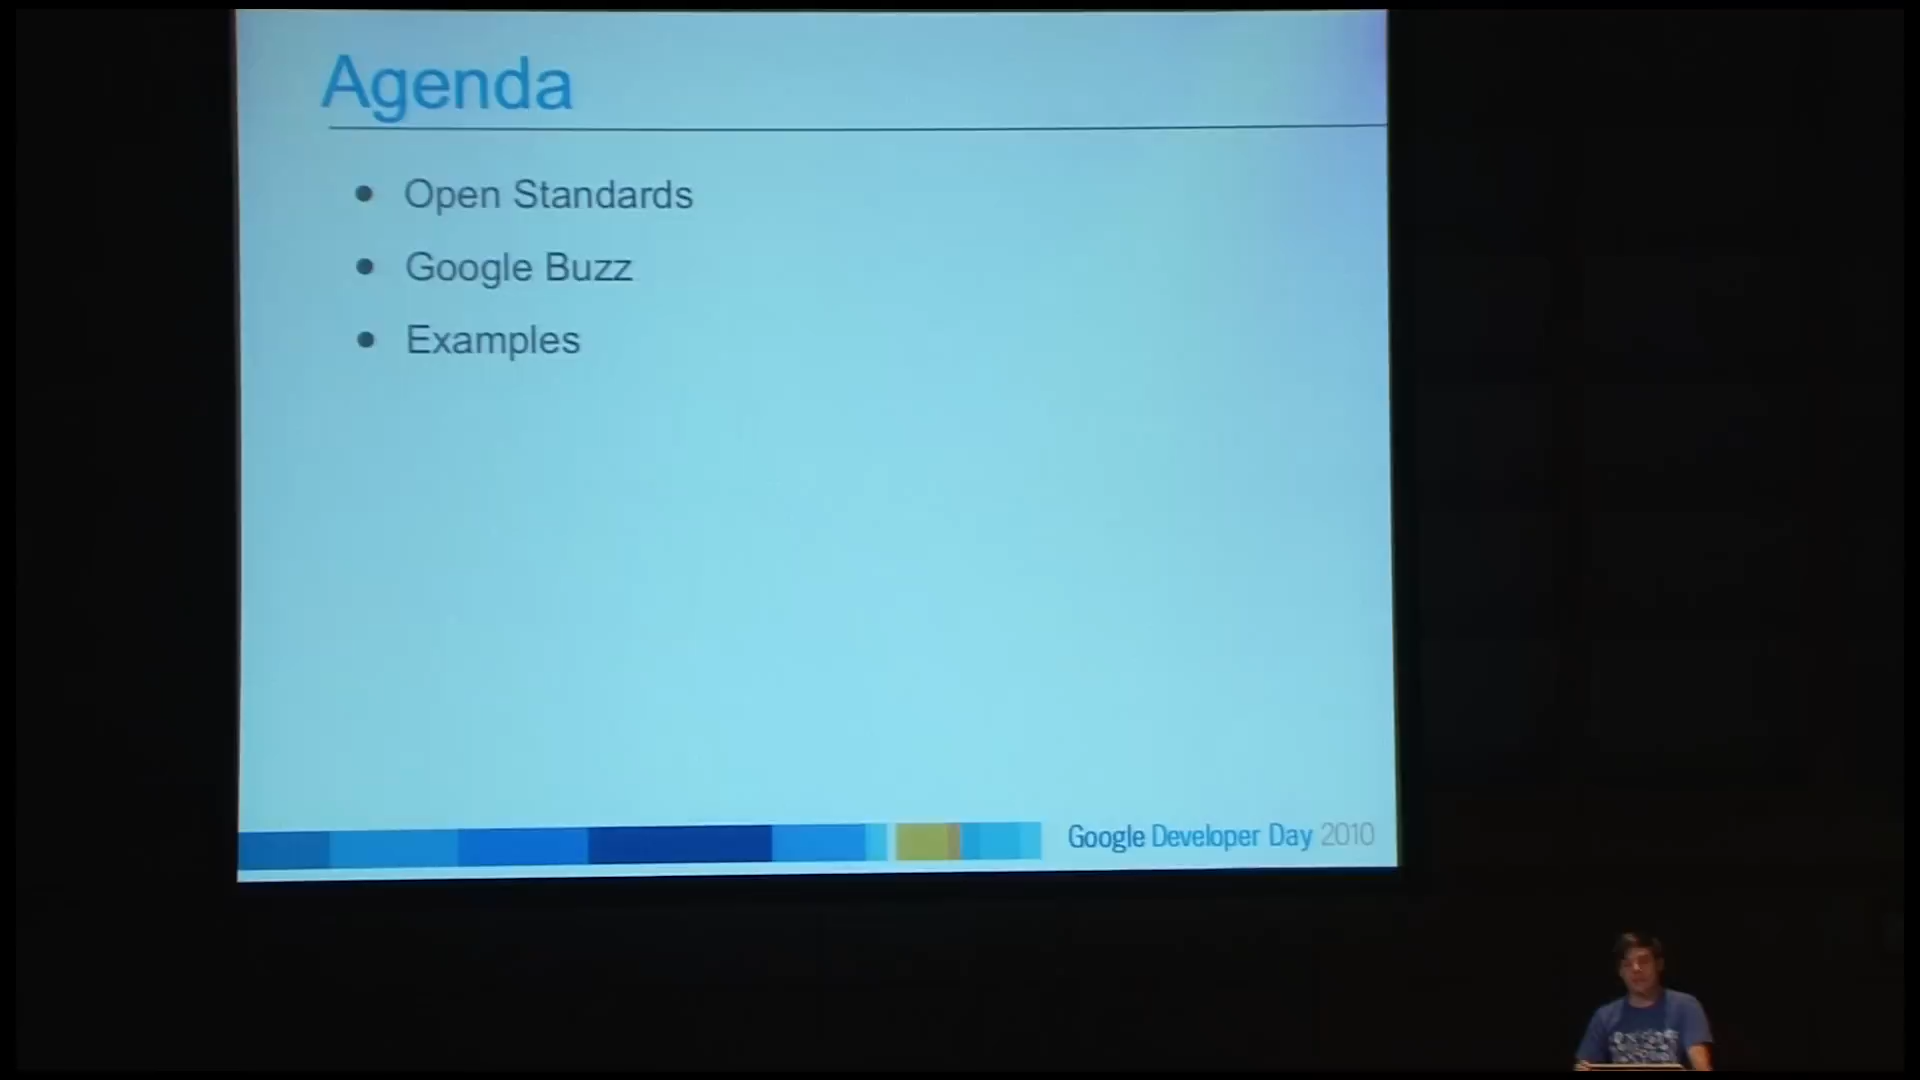 Agenda
• Open Standards
• Google Buzz
• Examples
Google Developer Day 2010